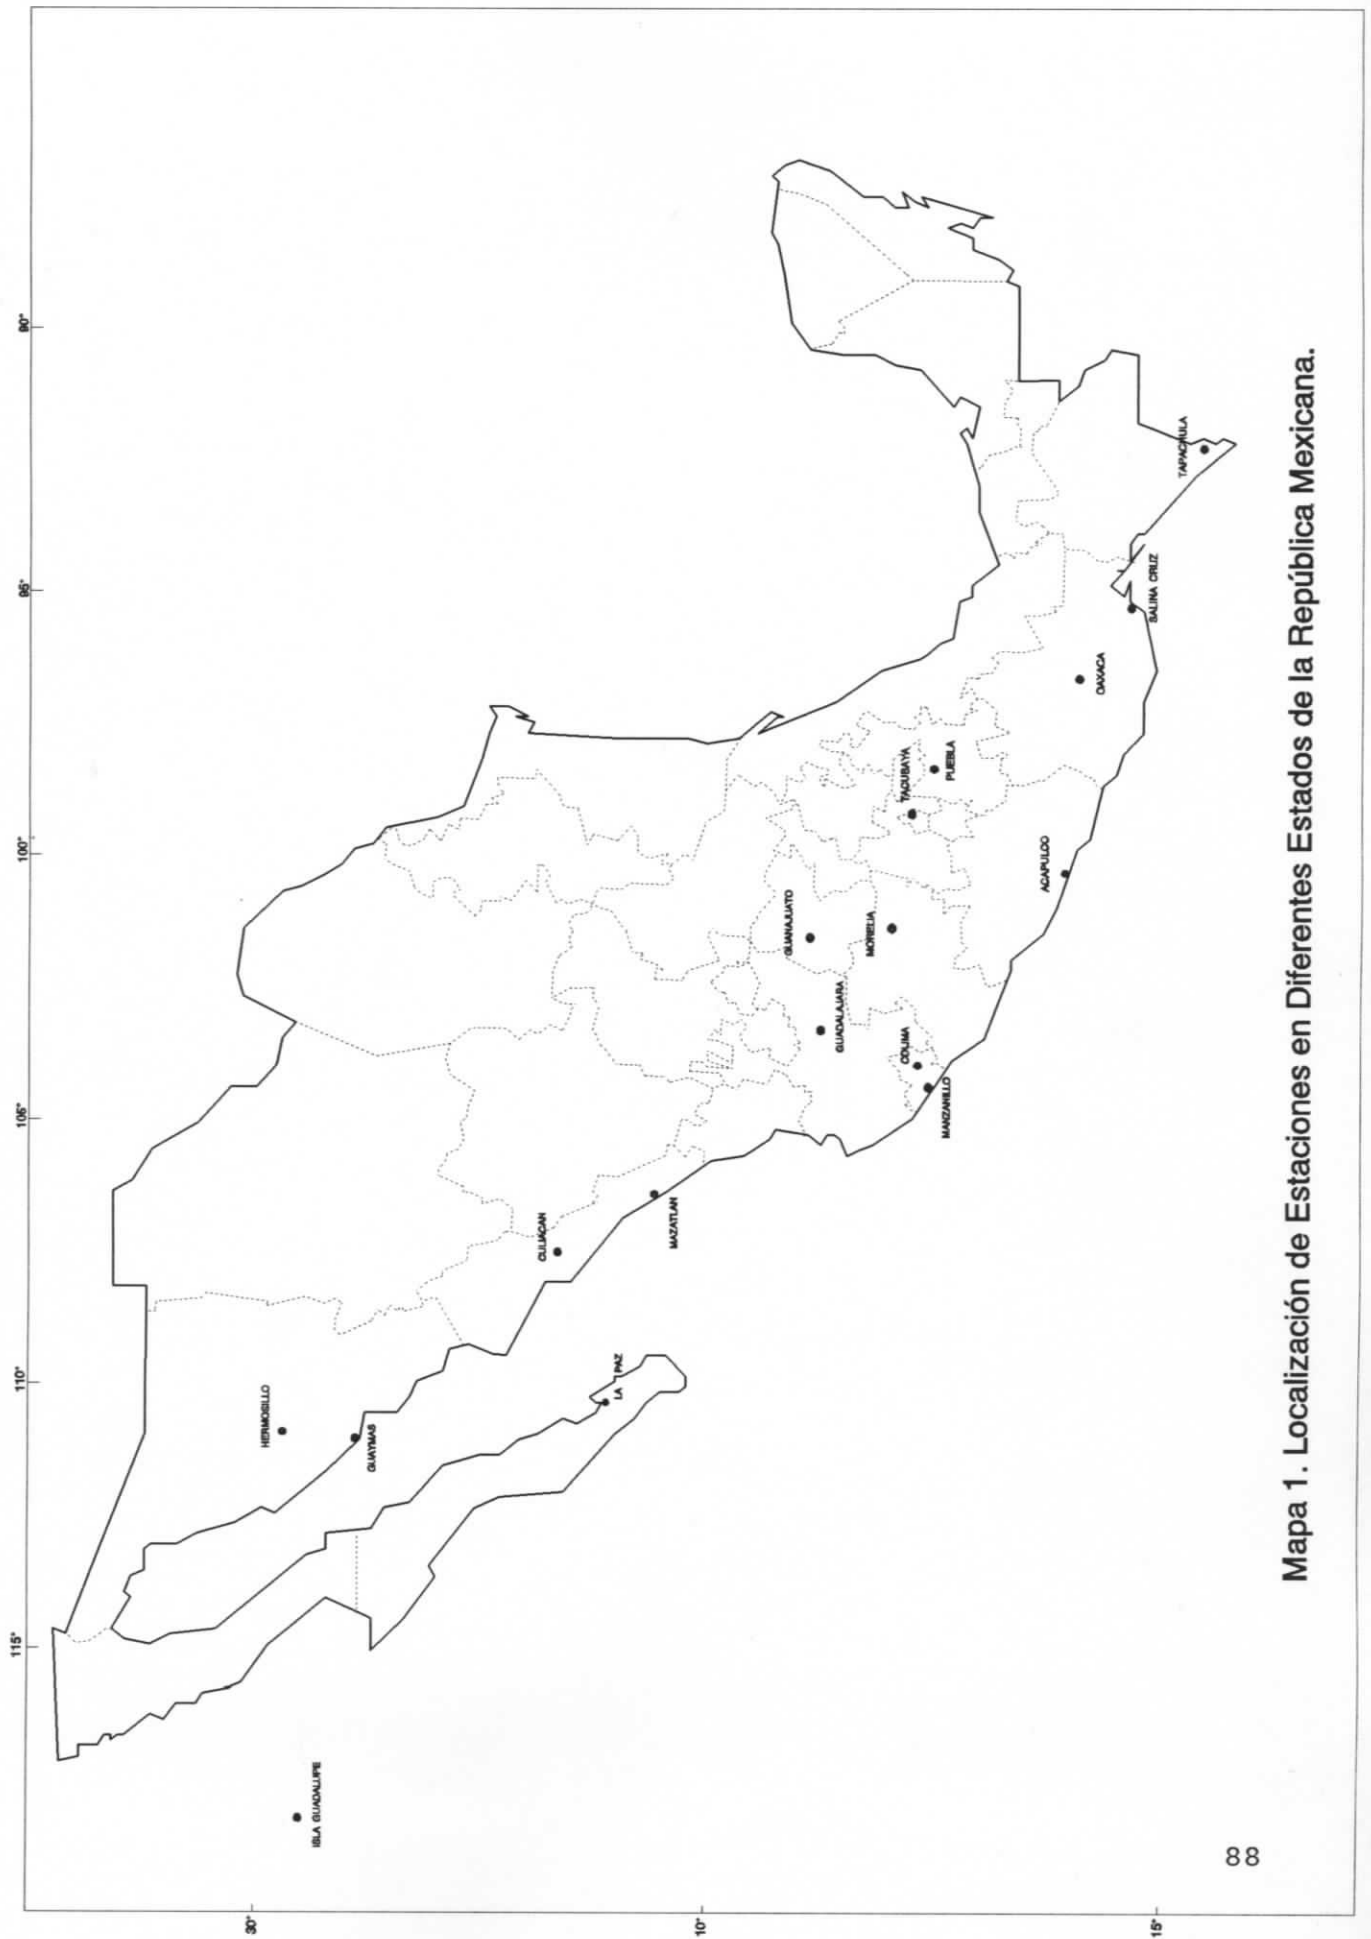 115°
110°
105°
100°
95°
90°
30°
HERMOSILLO
ISLA GUADALUPE
GUAYMAS
CULIACAN
LA PAZ
MAZATLAN
10°
GUANAJUATO
GUADALAJARA
MORELIA
COLIMA
TACUBAYA
MANZANILLO
PUEBLA
ACAPULCO
OAXACA
SALINA CRUZ
15°
TAPACHULA
88
Mapa 1. Localización de Estaciones en Diferentes Estados de la República Mexicana.